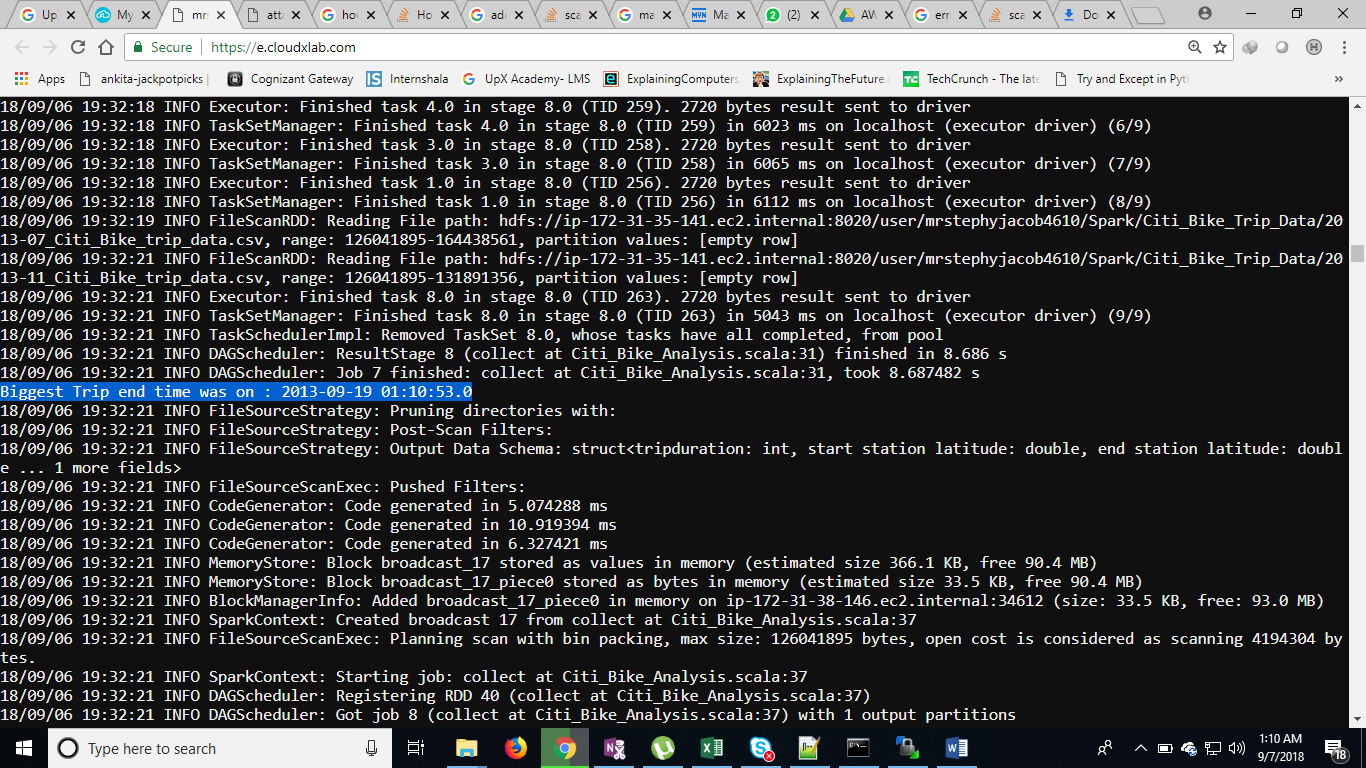 Up
My
mrs
atta
how
Ho
add
sca
ma
Ma
(2)
AW
err
sca
Do
Secure
https://e.cloudxlab.com
Apps
ankita-jackpotpicks |
Cognizant Gateway
Internshala
UpX Academy- LMS
ExplainingComputers
ExplainingTheFuture.c
TechCrunch - The late
Try and Except in Pyt
»
18/09/06 19:32:18 INFO Executor: Finished task 4.0 in stage 8.0 (TID 259). 2720 bytes result sent to driver
18/09/06 19:32:18 INFO TaskSetManager: Finished task 4.0 in stage 8.0 (TID 259) in 6023 ms on localhost (executor driver) (6/9)
18/09/06 19:32:18 INFO Executor: Finished task 3.0 in stage 8.0 (TID 258). 2720 bytes result sent to driver
18/09/06 19:32:18 INFO TaskSetManager: Finished task 3.0 in stage 8.0 (TID 258) in 6065 ms on localhost (executor driver) (7/9)
18/09/06 19:32:18 INFO Executor: Finished task 1.0 in stage 8.0 (TID 256). 2720 bytes result sent to driver
18/09/06 19:32:18 INFO TaskSetManager: Finished task 1.0 in stage 8.0 (TID 256) in 6112 ms on localhost (executor driver) (8/9)
18/09/06 19:32:19 INFO FileScanRDD: Reading File path: hdfs://ip-172-31-35-141.ec2.internal:8020/user/mrstephyjacob4610/Spark/Citi_Bike_Trip_Data/20
13-07_Citi_Bike_trip_data.csv, range: 126041895-164438561, partition values: [empty row]
18/09/06 19:32:21 INFO FileScanRDD: Reading File path: hdfs://ip-172-31-35-141.ec2.internal:8020/user/mrstephyjacob4610/Spark/Citi_Bike_Trip_Data/20
13-11_Citi_Bike_trip_data.csv, range: 126041895-131891356, partition values: [empty row]
18/09/06 19:32:21 INFO Executor: Finished task 8.0 in stage 8.0 (TID 263). 2720 bytes result sent to driver
18/09/06 19:32:21 INFO TaskSetManager: Finished task 8.0 in stage 8.0 (TID 263) in 5043 ms on localhost (executor driver) (9/9)
18/09/06 19:32:21 INFO TaskSchedulerImpl: Removed TaskSet 8.0, whose tasks have all completed, from pool
18/09/06 19:32:21 INFO DAGScheduler: ResultStage 8 (collect at Citi_Bike_Analysis.scala:31) finished in 8.686 s
18/09/06 19:32:21 INFO DAGScheduler: Job 7 finished: collect at Citi_Bike_Analysis.scala:31, took 8.687482 s
Biggest Trip end time was on : 2013-09-19 01:10:53.0
18/09/06 19:32:21 INFO FileSourceStrategy: Pruning directories with:
18/09/06 19:32:21 INFO FileSourceStrategy: Post-Scan Filters:
18/09/06 19:32:21 INFO FileSourceStrategy: Output Data Schema: struct<tripduration: int, start station latitude: double, end station latitude: doubl
e ... 1 more fields>
18/09/06 19:32:21 INFO FileSourceScanExec: Pushed Filters:
18/09/06 19:32:21 INFO CodeGenerator: Code generated in 5.074288 ms
18/09/06 19:32:21 INFO CodeGenerator: Code generated in 10.919394 ms
18/09/06 19:32:21 INFO CodeGenerator: Code generated in 6.327421 ms
18/09/06 19:32:21 INFO MemoryStore: Block broadcast_17 stored as values in memory (estimated size 366.1 KB, free 90.4 MB)
18/09/06 19:32:21 INFO MemoryStore: Block broadcast_17_piece0 stored as bytes in memory (estimated size 33.5 KB, free 90.4 MB)
18/09/06 19:32:21 INFO BlockManagerInfo: Added broadcast_17_piece0 in memory on ip-172-31-38-146.ec2.internal:34612 (size: 33.5 KB, free: 93.0 MB)
18/09/06 19:32:21 INFO SparkContext: Created broadcast 17 from collect at Citi_Bike_Analysis.scala:37
18/09/06 19:32:21 INFO FileSourceScanExec: Planning scan with bin packing, max size: 126041895 bytes, open cost is considered as scanning 4194304 by
tes.
18/09/06 19:32:21 INFO SparkContext: Starting job: collect at Citi_Bike_Analysis.scala:37
18/09/06 19:32:21 INFO DAGScheduler: Registering RDD 40 (collect at Citi_Bike_Analysis.scala:37)
18/09/06 19:32:21 INFO DAGScheduler: Got job 8 (collect at Citi_Bike_Analysis.scala:37) with 1 output partitions
Type here to search
1:10 AM
9/7/2018
18